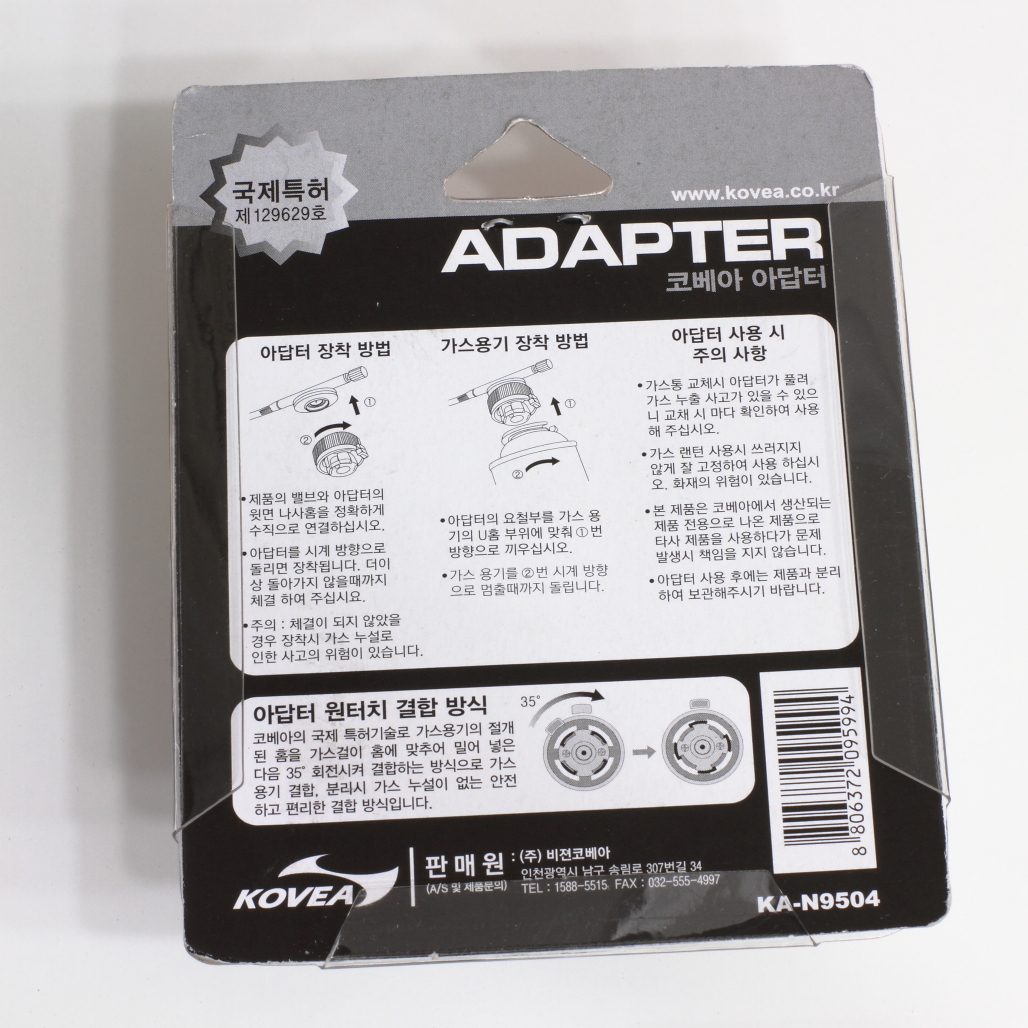 국제특허
제129629호
www.kovea.co.kr
ADAPTER
코베아 아답터
아답터 장착 방법
①
②
• 제품의 밸브와 아답터의
윗면 나사홈을 정확하게
수직으로 연결하십시오.
• 아답터를 시계 방향으로
돌리면 장착됩니다. 더이
상 돌아가지 않을때까지
체결 하여 주십시요.
• 주의 : 체결이 되지 않았을
경우 장착시 가스 누설로
인한 사고의 위험이 있습니다.
가스용기 장착 방법
①
②
• 아답터의 요철부를 가스 용
기의 U홈 부위에 맞춰 ①번
방향으로 끼우십시오.
• 가스 용기를 ②번 시계 방향
으로 멈출때까지 돌립니다.
아답터 사용 시
주의 사항
• 가스통 교체시 아답터가 풀려
가스 누출 사고가 있을 수 있으
니 교채 시 마다 확인하여 사용
해 주십시오.
• 가스 랜턴 사용시 쓰러지지
않게 잘 고정하여 사용 하십시
오. 화재의 위험이 있습니다.
• 본 제품은 코베아에서 생산되는
제품 전용으로 나온 제품으로
타사 제품을 사용하다가 문제
발생시 책임을 지지 않습니다.
• 아답터 사용 후에는 제품과 분리
하여 보관해주시기 바랍니다.
아답터 원터치 결합 방식
코베아의 국제 특허기술로 가스용기의 절개
된 홈을 가스걸이 홈에 맞추어 밀어 넣은
다음 35° 회전시켜 결합하는 방식으로 가스
용기 결합, 분리시 가스 누설이 없는 안전
하고 편리한 결합 방식입니다.
35°
8 806372 095994
KOVEA
판매원 : (주) 비젼코베아
(A/S 및 제품문의)
인천광역시 남구 송림로 307번길 34
TEL : 1588-5515 FAX : 032-555-4997
KA-N9504